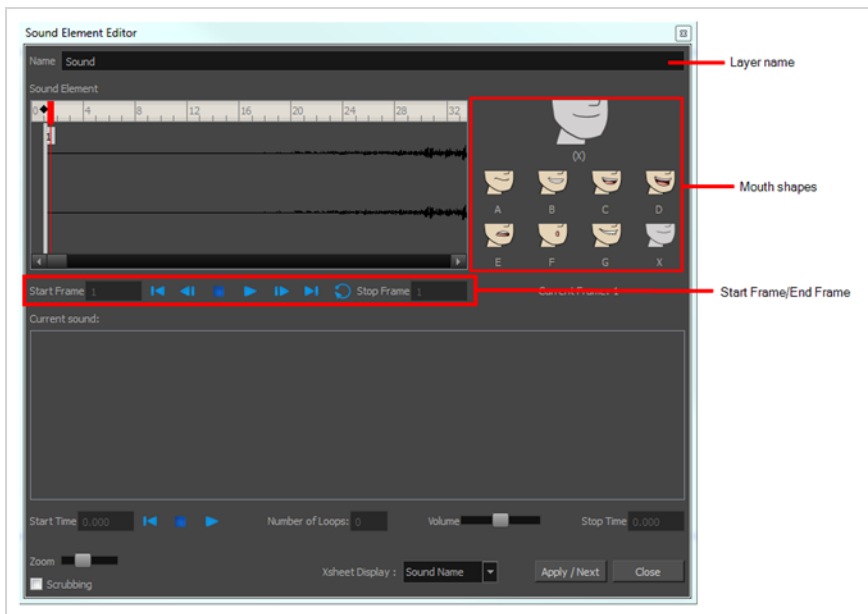 Sound Element Editor
Name Sound
Layer name
Sound Element
0 4 8 12 16 20 24 28 32
1
(X)
A B C D
Mouth shapes
E F G X
Start Frame 1 Stop Frame 1 Current Frame: 1
Start Frame/End Frame
Current sound:
Start Time 0.000 Number of Loops: 0 Volume Stop Time 0.000
Zoom
Scrubbing
Xsheet Display : Sound Name Apply / Next Close